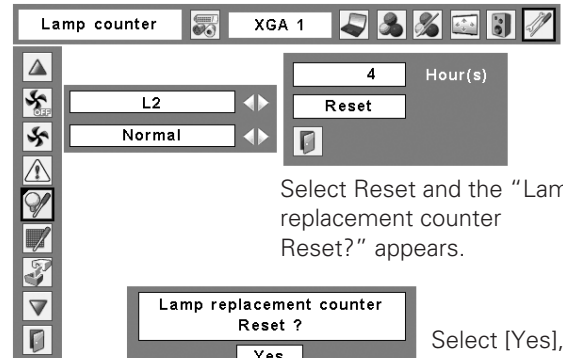 Lamp counter XGA 1
4 Hour(s)
L2 Reset
Normal
OFF
Select Reset and the “Lam
replacement counter
Reset?” appears.
Lamp replacement counter
Reset ?
Select [Yes],
Yes